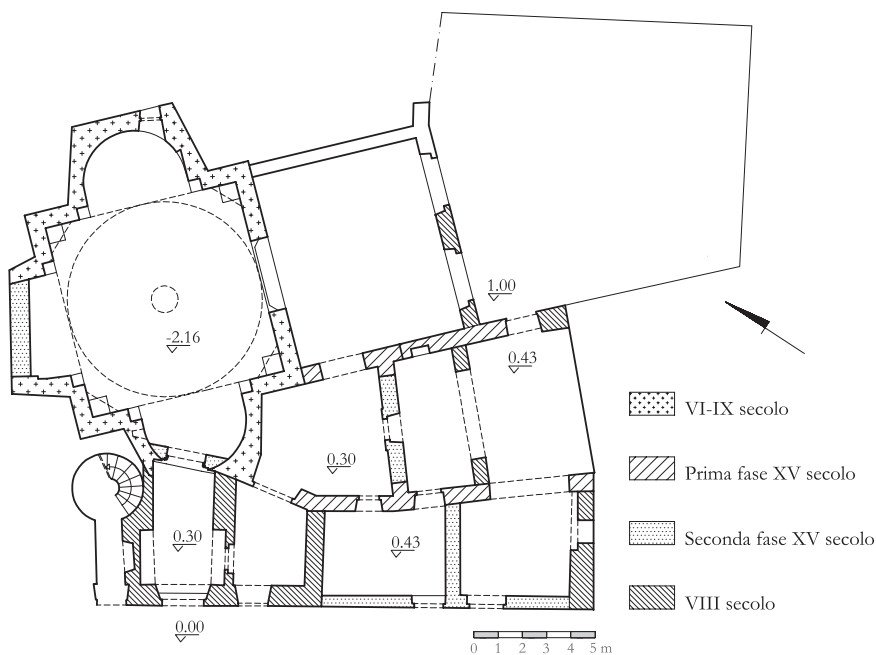 1.00
-2.16
0.43
0.30
0.30
0.43
0.00
VI-IX secolo
Prima fase XV secolo
Seconda fase XV secolo
VIII secolo
0 1 2 3 4 5 m